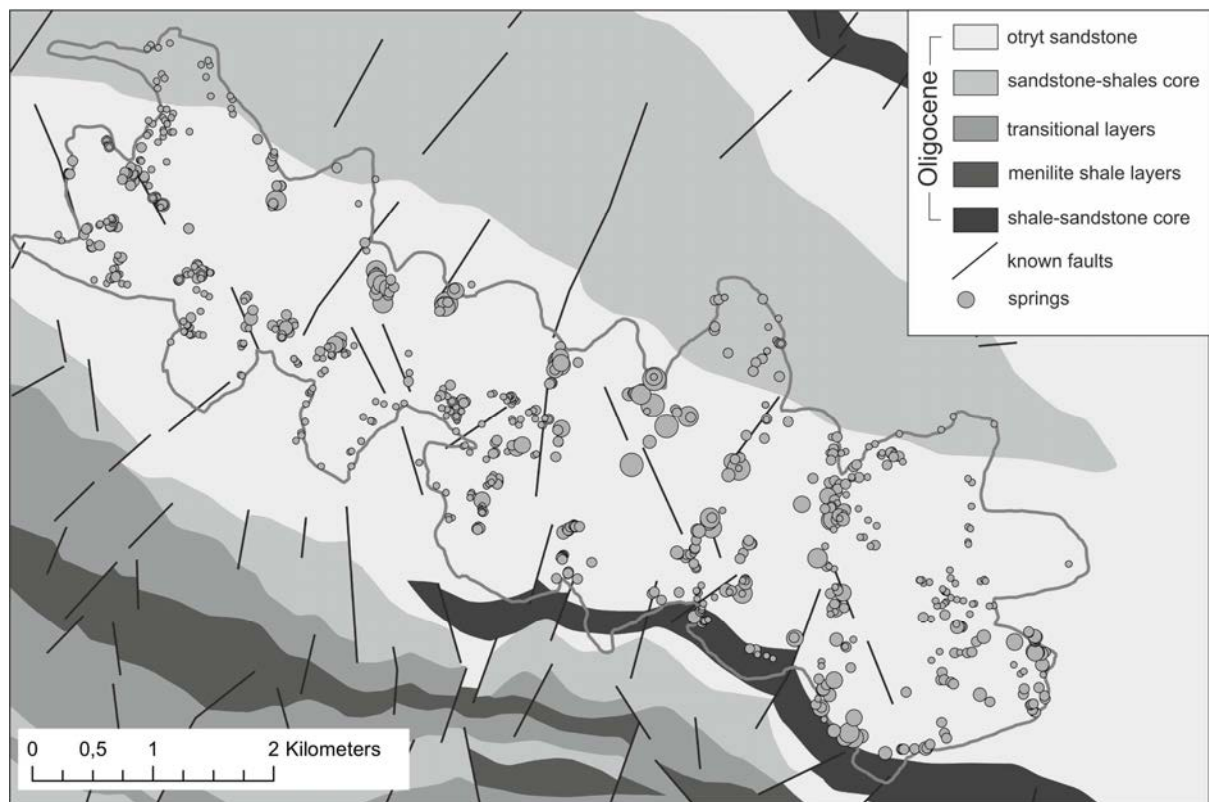 Oligocene
otryt sandstone
sandstone-shales core
transitional layers
menilite shale layers
shale-sandstone core
known faults
springs
0 0,5 1 2 Kilometers